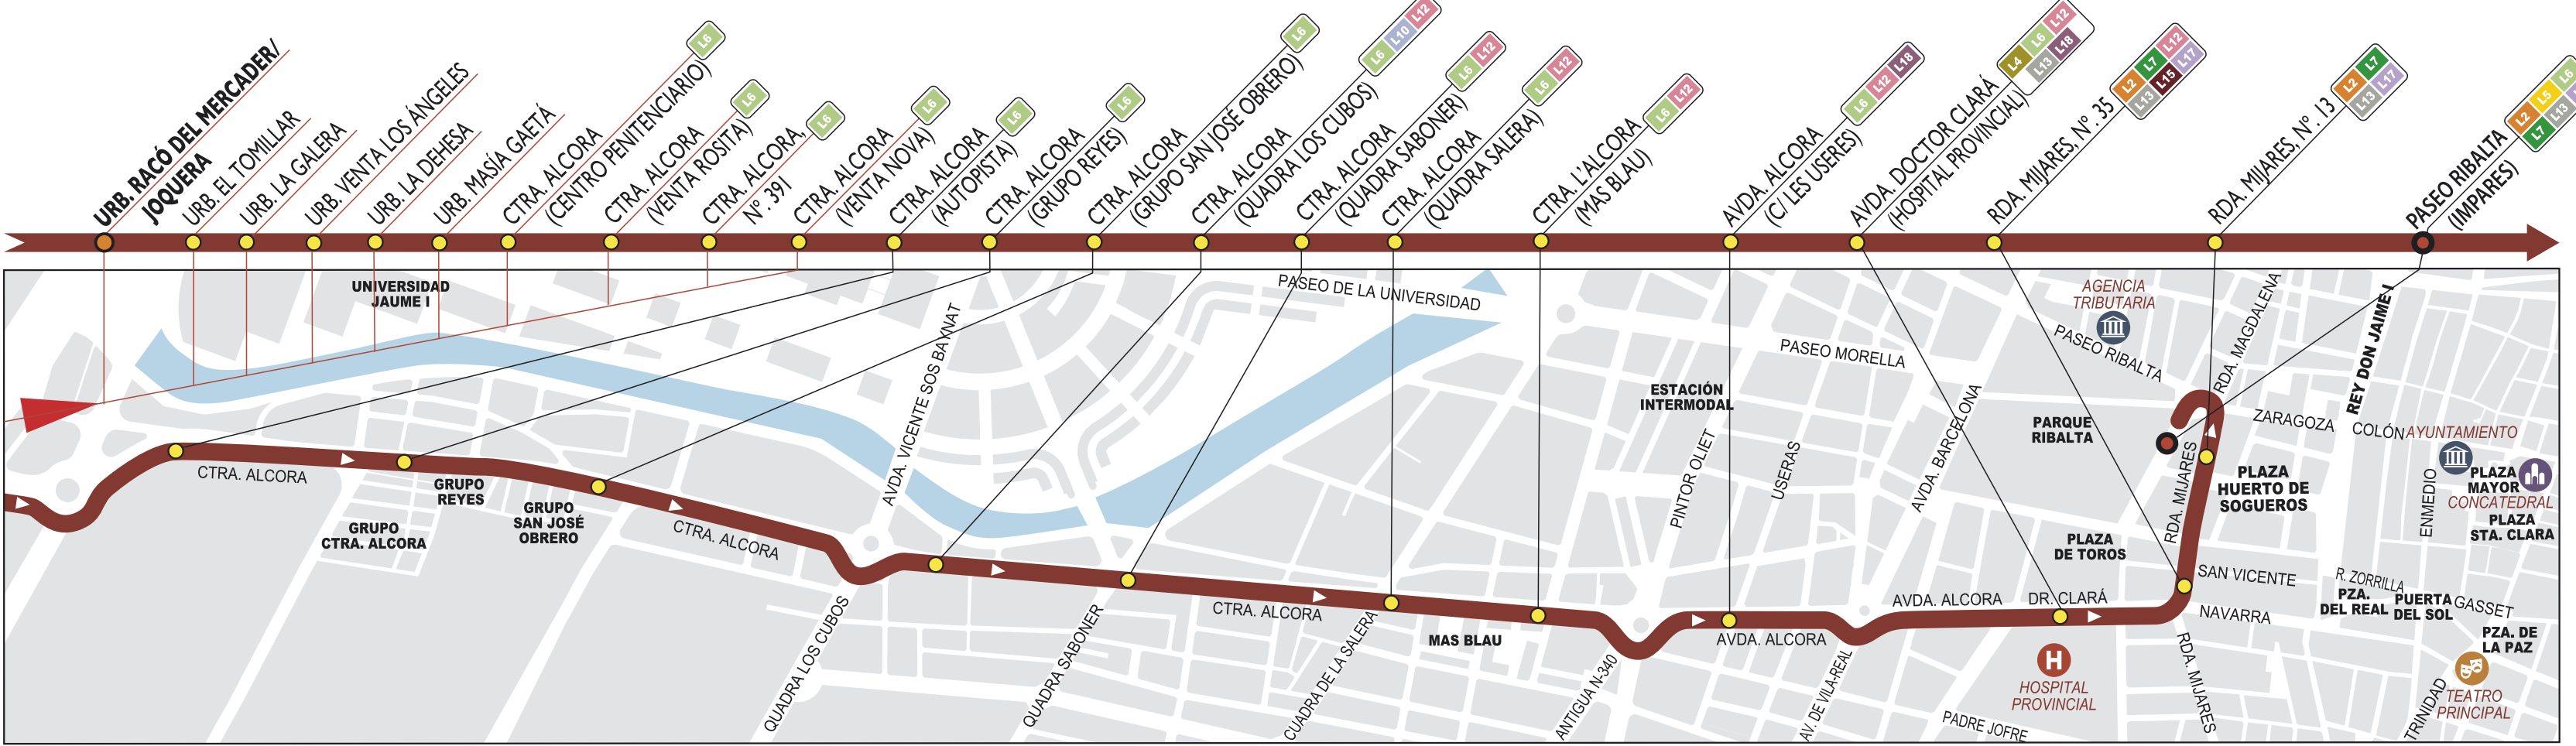 URB. RACÓ DEL MERCADER/
JOQUERA
URB. EL TOMILLAR
URB. LA GALERA
URB. VENTA LOS ÁNGELES
URB. LA DEHESA
URB. MASÍA GAETÁ
CTRA. ALCORA
(CENTRO PENITENCIARIO)
L6
CTRA. ALCORA
(VENTA ROSITA)
L6
CTRA. ALCORA,
Nº. 391
L6
CTRA. ALCORA
(VENTA NOVA)
L6
CTRA. ALCORA
(AUTOPISTA)
L6
CTRA. ALCORA
(GRUPO REYES)
L6
CTRA. ALCORA
(GRUPO SAN JOSÉ OBRERO)
L6
CTRA. ALCORA
(QUADRA LOS CUBOS)
L6 L10 L12
CTRA. ALCORA
(QUADRA SABONER)
L6 L12
CTRA. ALCORA
(QUADRA SALERA)
L6 L12
CTRA. L'ALCORA
(MAS BLAU)
L6 L12
AVDA. ALCORA
(C/ LES USERES)
L6 L12 L18
AVDA. DOCTOR CLARÁ
(HOSPITAL PROVINCIAL)
L4 L6 L12
L13 L18
RDA. MIJARES, Nº. 35
L2 L7 L12
L13 L15 L17
RDA. MIJARES, Nº. 13
L2 L7
L13 L17
PASEO RIBALTA
(IMPARES)
L2 L5 L6
L7 L13
UNIVERSIDAD
JAUME I
PASEO DE LA UNIVERSIDAD
AVDA. VICENTE SOS BAYNAT
PASEO MORELLA
AGENCIA
TRIBUTARIA
PASEO RIBALTA
RDA. MAGDALENA
REY DON JAIME I
ESTACIÓN
INTERMODAL
PARQUE
RIBALTA
ZARAGOZA
COLÓN
AYUNTAMIENTO
CTRA. ALCORA
GRUPO
REYES
GRUPO
CTRA. ALCORA
GRUPO
SAN JOSÉ
OBRERO
CTRA. ALCORA
PINTOR OLIET
USERAS
AVDA. BARCELONA
RDA. MIJARES
PLAZA
HUERTO DE
SOGUEROS
ENMEDIO
PLAZA
MAYOR
CONCATEDRAL
PLAZA
STA. CLARA
PLAZA
DE TOROS
SAN VICENTE
NAVARRA
R. ZORRILLA
PZA.
DEL REAL
PUERTA
DEL SOL
GASSET
PZA. DE
LA PAZ
QUADRA LOS CUBOS
QUADRA SABONER
CTRA. ALCORA
CUADRA DE LA SALERA
MAS BLAU
ANTIGUA N-340
AVDA. ALCORA
AV. DE VILA-REAL
AVDA. ALCORA
DR. CLARÁ
H
HOSPITAL
PROVINCIAL
PADRE JOFRE
RDA. MIJARES
TRINIDAD
TEATRO
PRINCIPAL